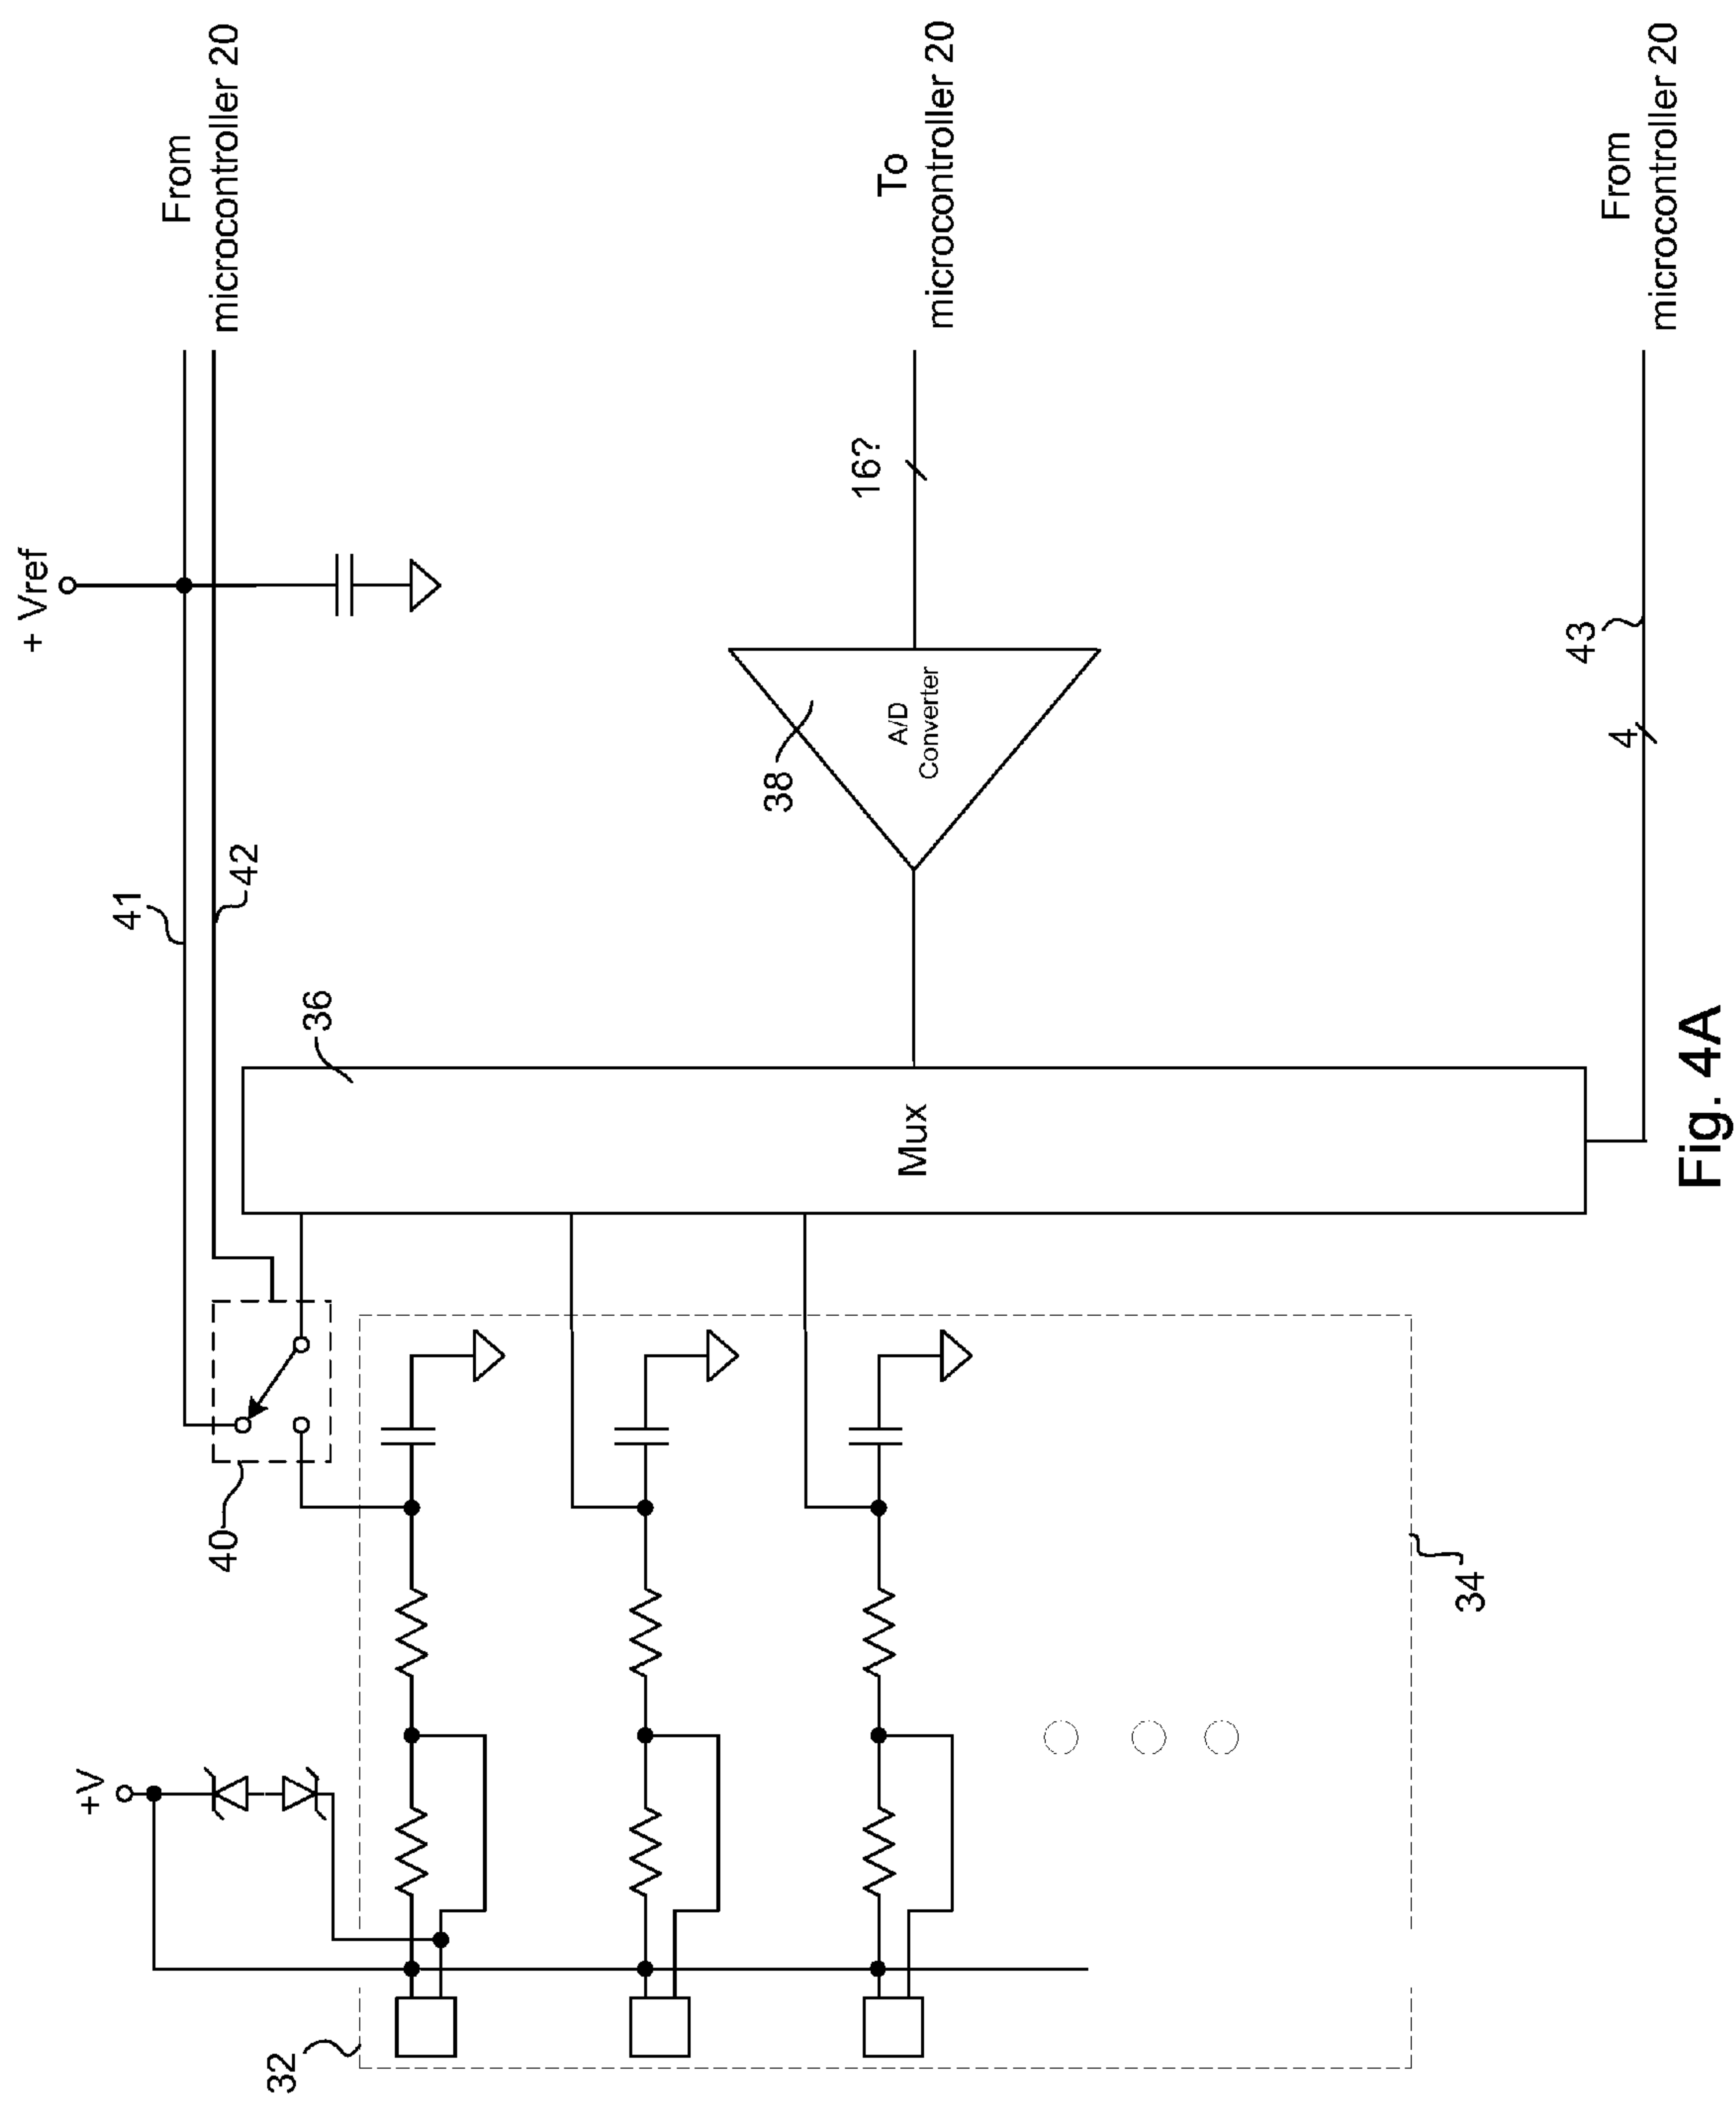 + Vref
From
microcontroller 20
41
42
+V
40
36
Mux
38
A/D
Converter
16?
To
microcontroller 20
32
34
43
4
From
microcontroller 20
Fig. 4A